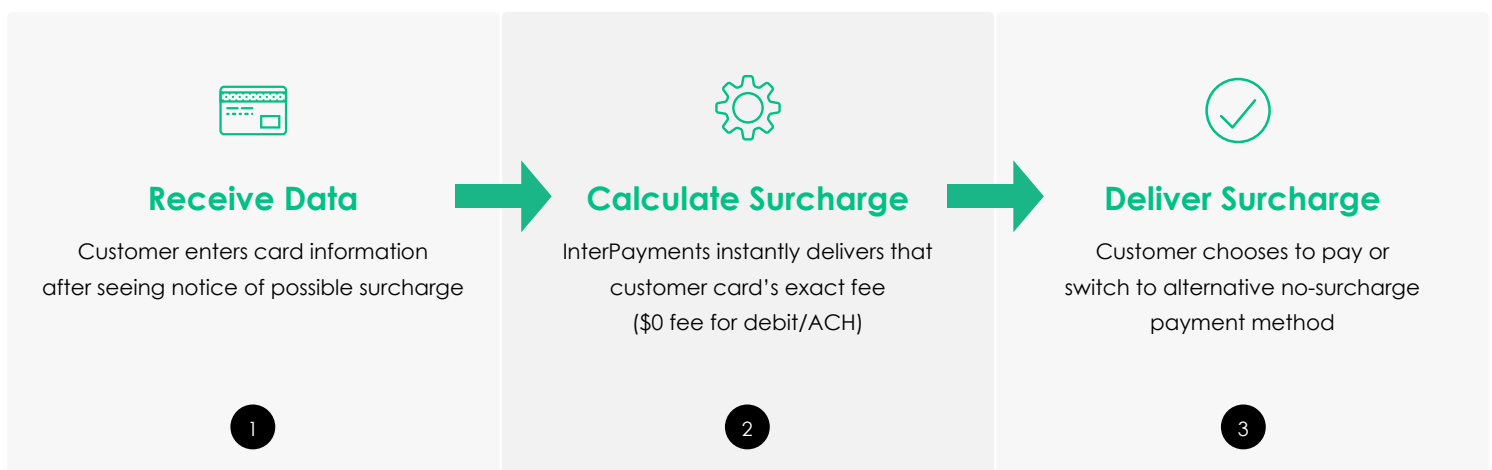 Receive Data
Customer enters card information
after seeing notice of possible surcharge
1
Calculate Surcharge
InterPayments instantly delivers that
customer card’s exact fee
($0 fee for debit/ACH)
2
Deliver Surcharge
Customer chooses to pay or
switch to alternative no-surcharge
payment method
3